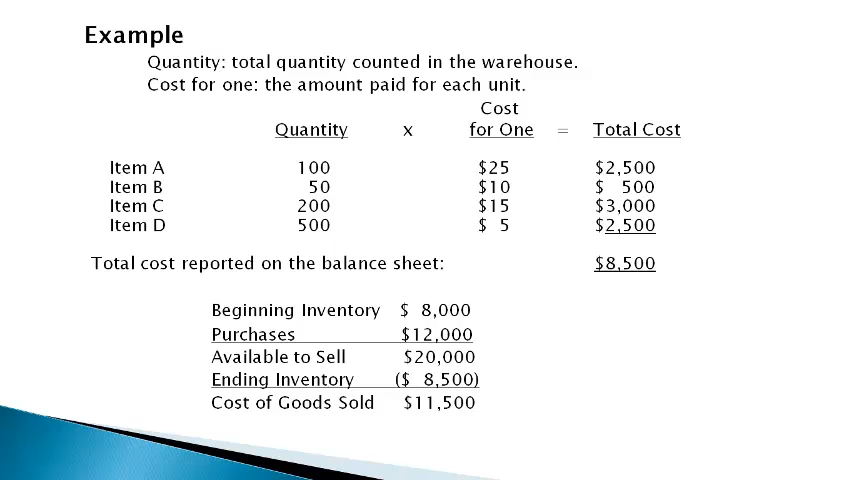 Example
Quantity: total quantity counted in the warehouse.
Cost for one: the amount paid for each unit.
Cost
Quantity x for One = Total Cost
Item A 100 $25 $2,500
Item B 50 $10 $ 500
Item C 200 $15 $3,000
Item D 500 $ 5 $2,500
Total cost reported on the balance sheet: $8,500
Beginning Inventory $ 8,000
Purchases $12,000
Available to Sell $20,000
Ending Inventory ($ 8,500)
Cost of Goods Sold $11,500